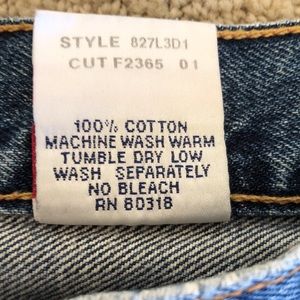 STYLE 827L3D1
CUT F2365 01
100% COTTON
MACHINE WASH WARM
TUMBLE DRY LOW
WASH SEPARATELY
NO BLEACH
RN 80318